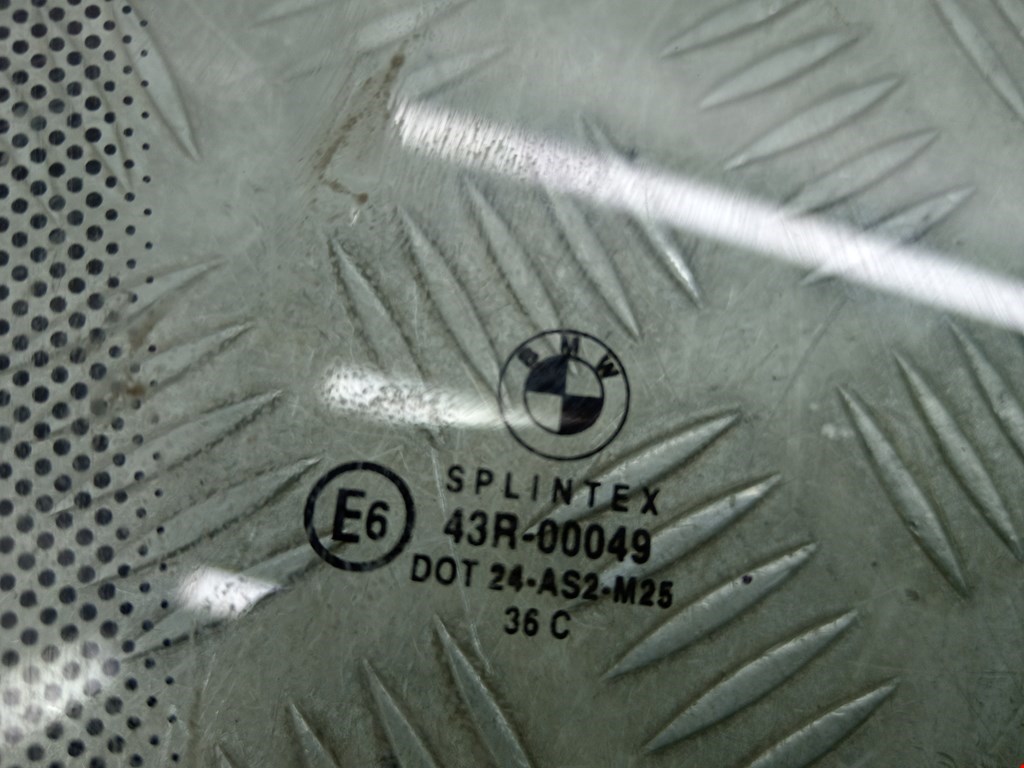 BMW
SPLINTEX
E6
43R-00049
DOT 24-AS2-M25
36 C